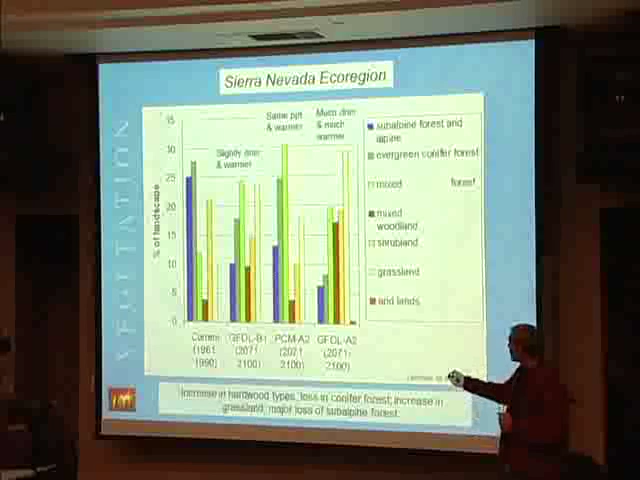 Sierra Nevada Ecoregion
VEGETATION
% of landscape
35
30
25
20
15
10
5
0
Slightly drier
& warmer
Same ppt
& warmer
Much drier
& much
warmer
Current
(1961
1990)
GFDL-B1
(2071
2100)
PCM-A2
(2071
2100)
GFDL-A2
(2071-
2100)
subalpine forest and
alpine
evergreen conifer forest
mixed forest
mixed
woodland
shrubland
grassland
arid lands
Increase in hardwood types, loss in conifer forest; increase in
grassland, major loss of subalpine forest